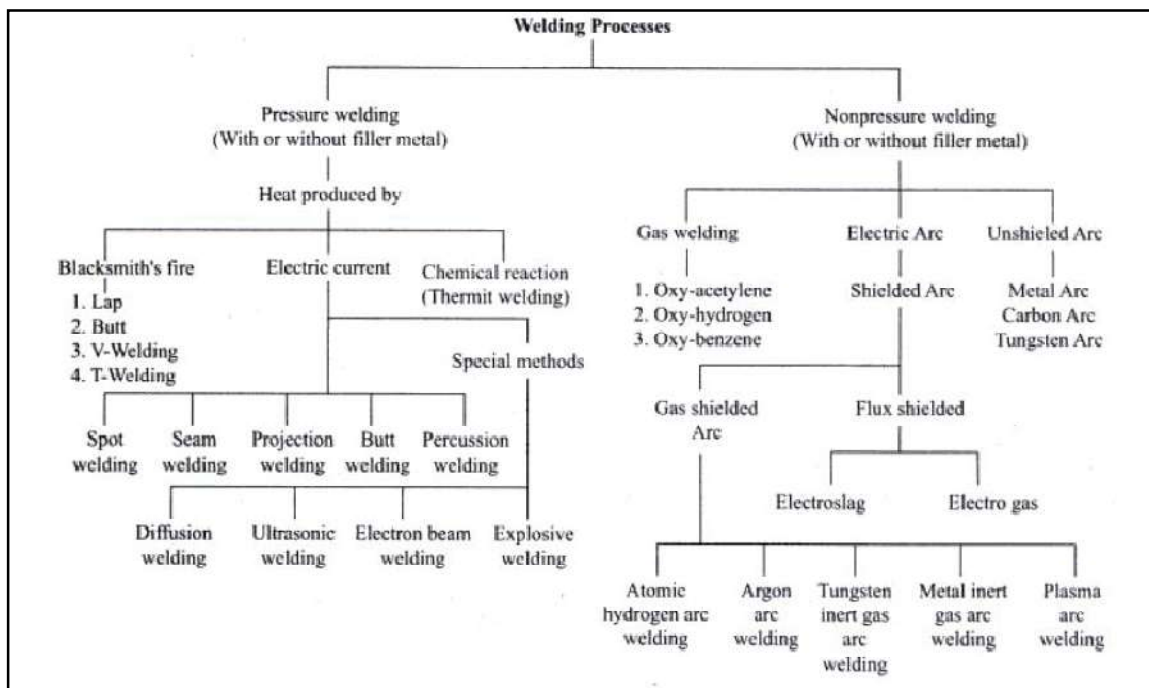 Welding Processes
Pressure welding
(With or without filler metal)
Nonpressure welding
(With or without filler metal)
Heat produced by
Gas welding
Electric Arc
Unshieled Arc
Blacksmith's fire
Electric current
Chemical reaction
(Thermit welding)
1. Lap
2. Butt
3. V-Welding
4. T-Welding
1. Oxy-acetylene
2. Oxy-hydrogen
3. Oxy-benzene
Shielded Arc
Metal Arc
Carbon Arc
Tungsten Arc
Special methods
Gas shielded
Arc
Flux shielded
Spot
welding
Seam
welding
Projection
welding
Butt
welding
Percussion
welding
Electroslag
Electro gas
Diffusion
welding
Ultrasonic
welding
Electron beam
welding
Explosive
welding
Atomic
hydrogen arc
welding
Argon
arc
welding
Tungsten
inert gas
arc
welding
Metal inert
gas arc
welding
Plasma
arc
welding